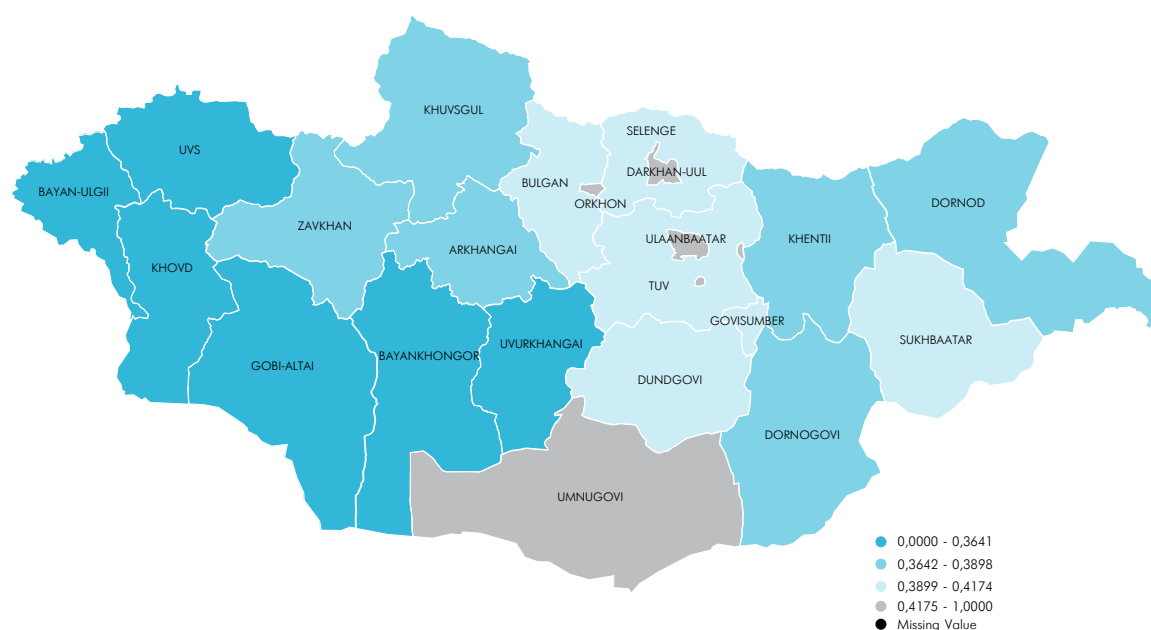 KHUVSGUL
SELENGE
UVS
DARKHAN-UUL
BULGAN
BAYAN-ULGII
ORKHON
DORNOD
ZAVKHAN
ULAANBAATAR
KHENTII
ARKHANGAI
KHOVD
TUV
GOVISUMBER
SUKHBAATAR
UVURKHANGAI
BAYANKHONGOR
GOBI-ALTAI
DUNDGOVI
DORNOGOVI
UMNUGOVI
0,0000 - 0,3641
0,3642 - 0,3898
0,3899 - 0,4174
0,4175 - 1,0000
Missing Value